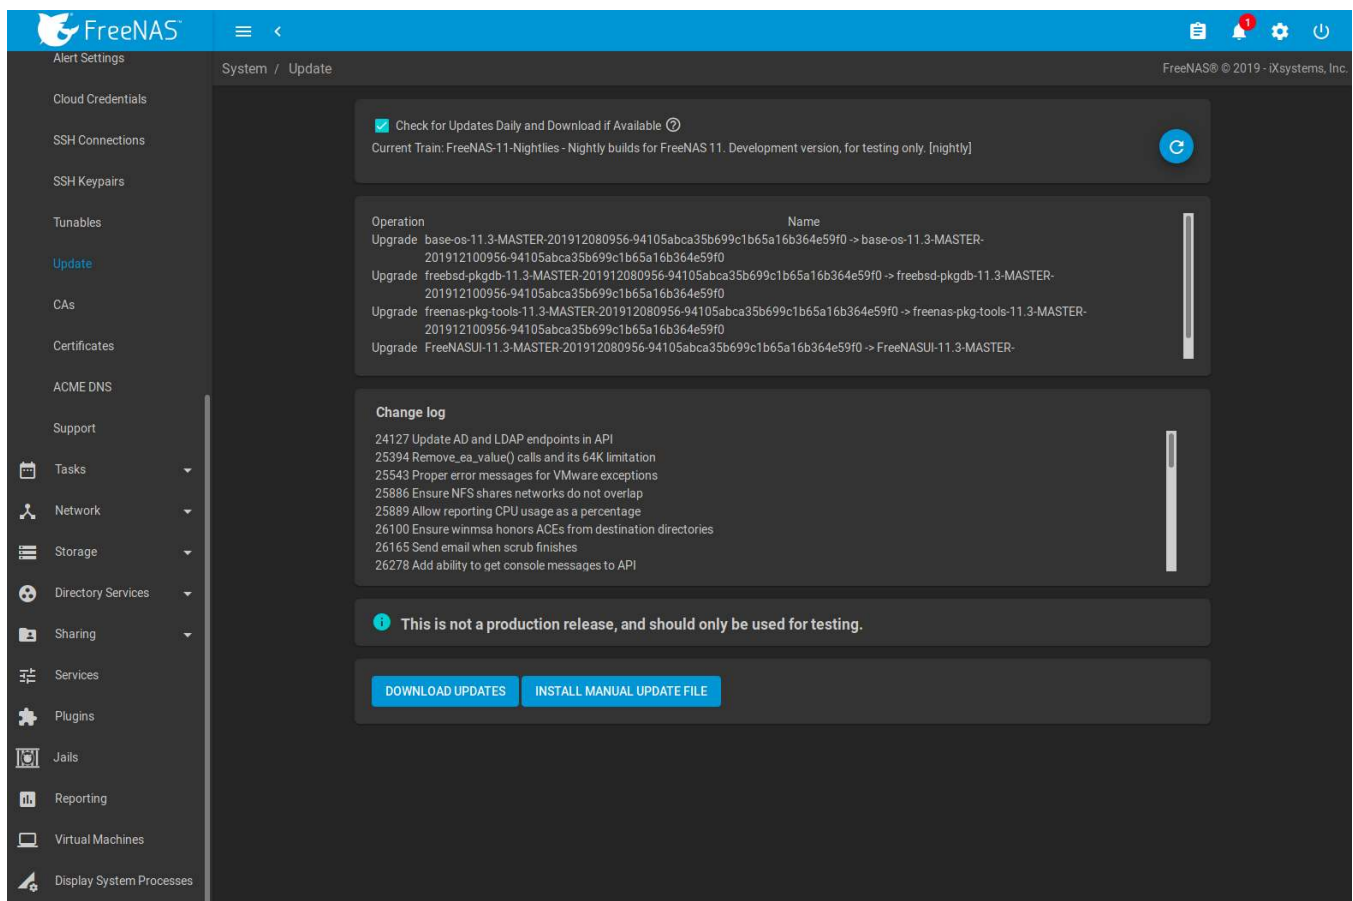 FreeNAS™
1
Alert Settings
Cloud Credentials
SSH Connections
SSH Keypairs
Tunables
Update
CAs
Certificates
ACME DNS
Support
Tasks
Network
Storage
Directory Services
Sharing
Services
Plugins
Jails
Reporting
Virtual Machines
Display System Processes
System / Update
FreeNAS® © 2019 - iXsystems, Inc.
Check for Updates Daily and Download if Available
Current Train: FreeNAS-11-Nightlies - Nightly builds for FreeNAS 11. Development version, for testing only. [nightly]
Operation Name
Upgrade base-os-11.3-MASTER-201912080956-94105abca35b699c1b65a16b364e59f0 -> base-os-11.3-MASTER-
201912100956-94105abca35b699c1b65a16b364e59f0
Upgrade freebsd-pkgdb-11.3-MASTER-201912080956-94105abca35b699c1b65a16b364e59f0 -> freebsd-pkgdb-11.3-MASTER-
201912100956-94105abca35b699c1b65a16b364e59f0
Upgrade freenas-pkg-tools-11.3-MASTER-201912080956-94105abca35b699c1b65a16b364e59f0 -> freenas-pkg-tools-11.3-MASTER-
201912100956-94105abca35b699c1b65a16b364e59f0
Upgrade FreeNASUI-11.3-MASTER-201912080956-94105abca35b699c1b65a16b364e59f0 -> FreeNASUI-11.3-MASTER-
Change log
24127 Update AD and LDAP endpoints in API
25394 Remove_ea_value() calls and its 64K limitation
25543 Proper error messages for VMware exceptions
25886 Ensure NFS shares networks do not overlap
25889 Allow reporting CPU usage as a percentage
26100 Ensure winmsa honors ACEs from destination directories
26165 Send email when scrub finishes
26278 Add ability to get console messages to API
This is not a production release, and should only be used for testing.
DOWNLOAD UPDATES
INSTALL MANUAL UPDATE FILE